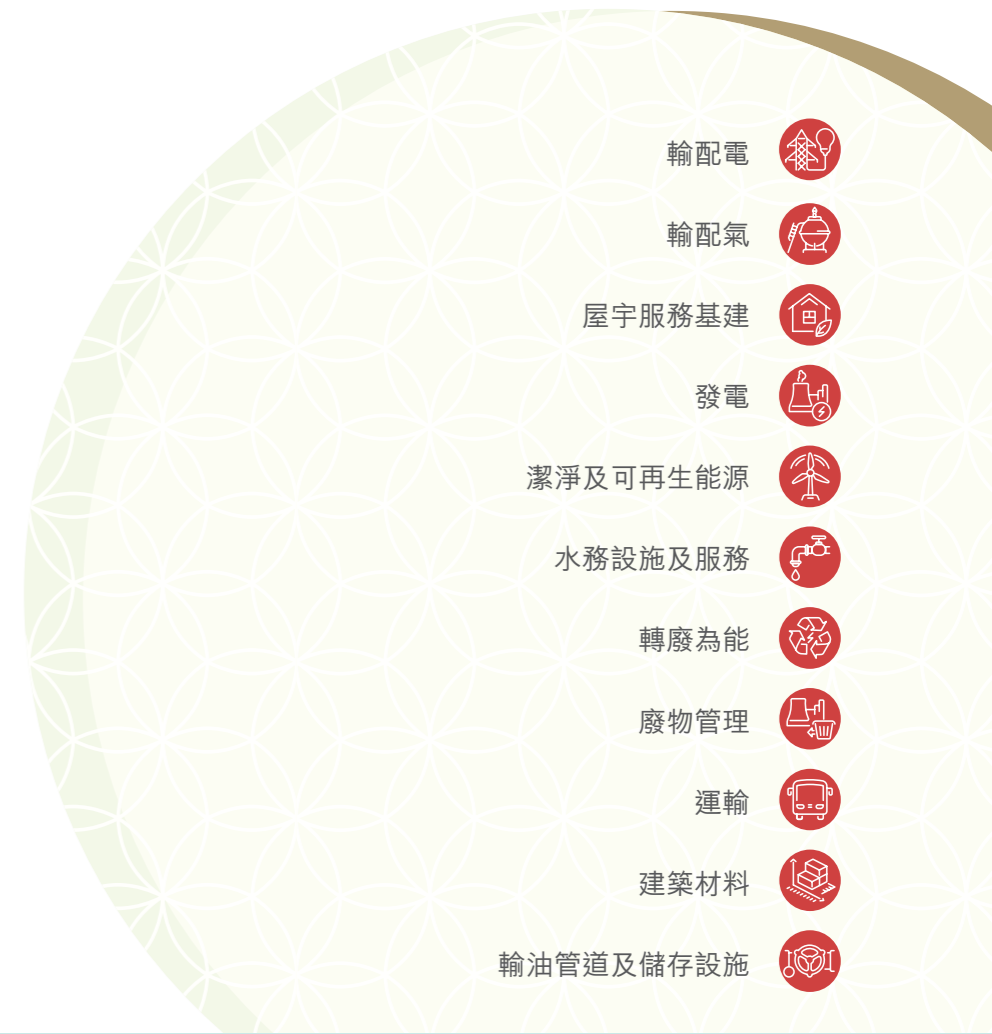 輸配電
輸配氣
屋宇服務基建
發電
潔淨及可再生能源
水務設施及服務
轉廢為能
廢物管理
運輸
建築材料
輸油管道及儲存設施